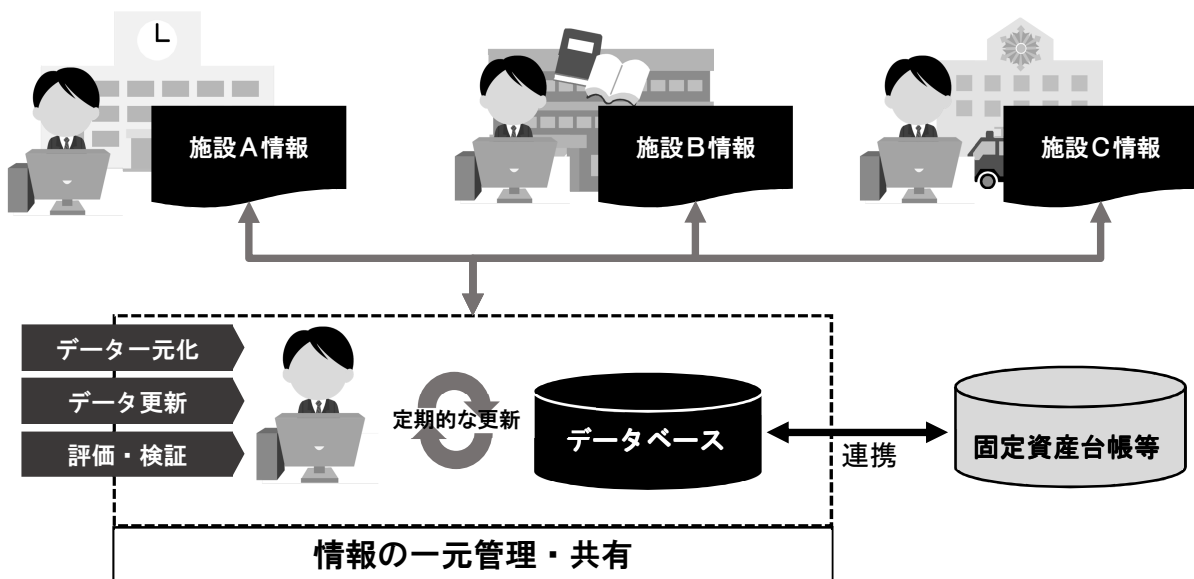 施設A情報
施設B情報
施設C情報
データ一元化
データ更新
評価・検証
定期的な更新
データベース
連携
固定資産台帳等
情報の一元管理・共有